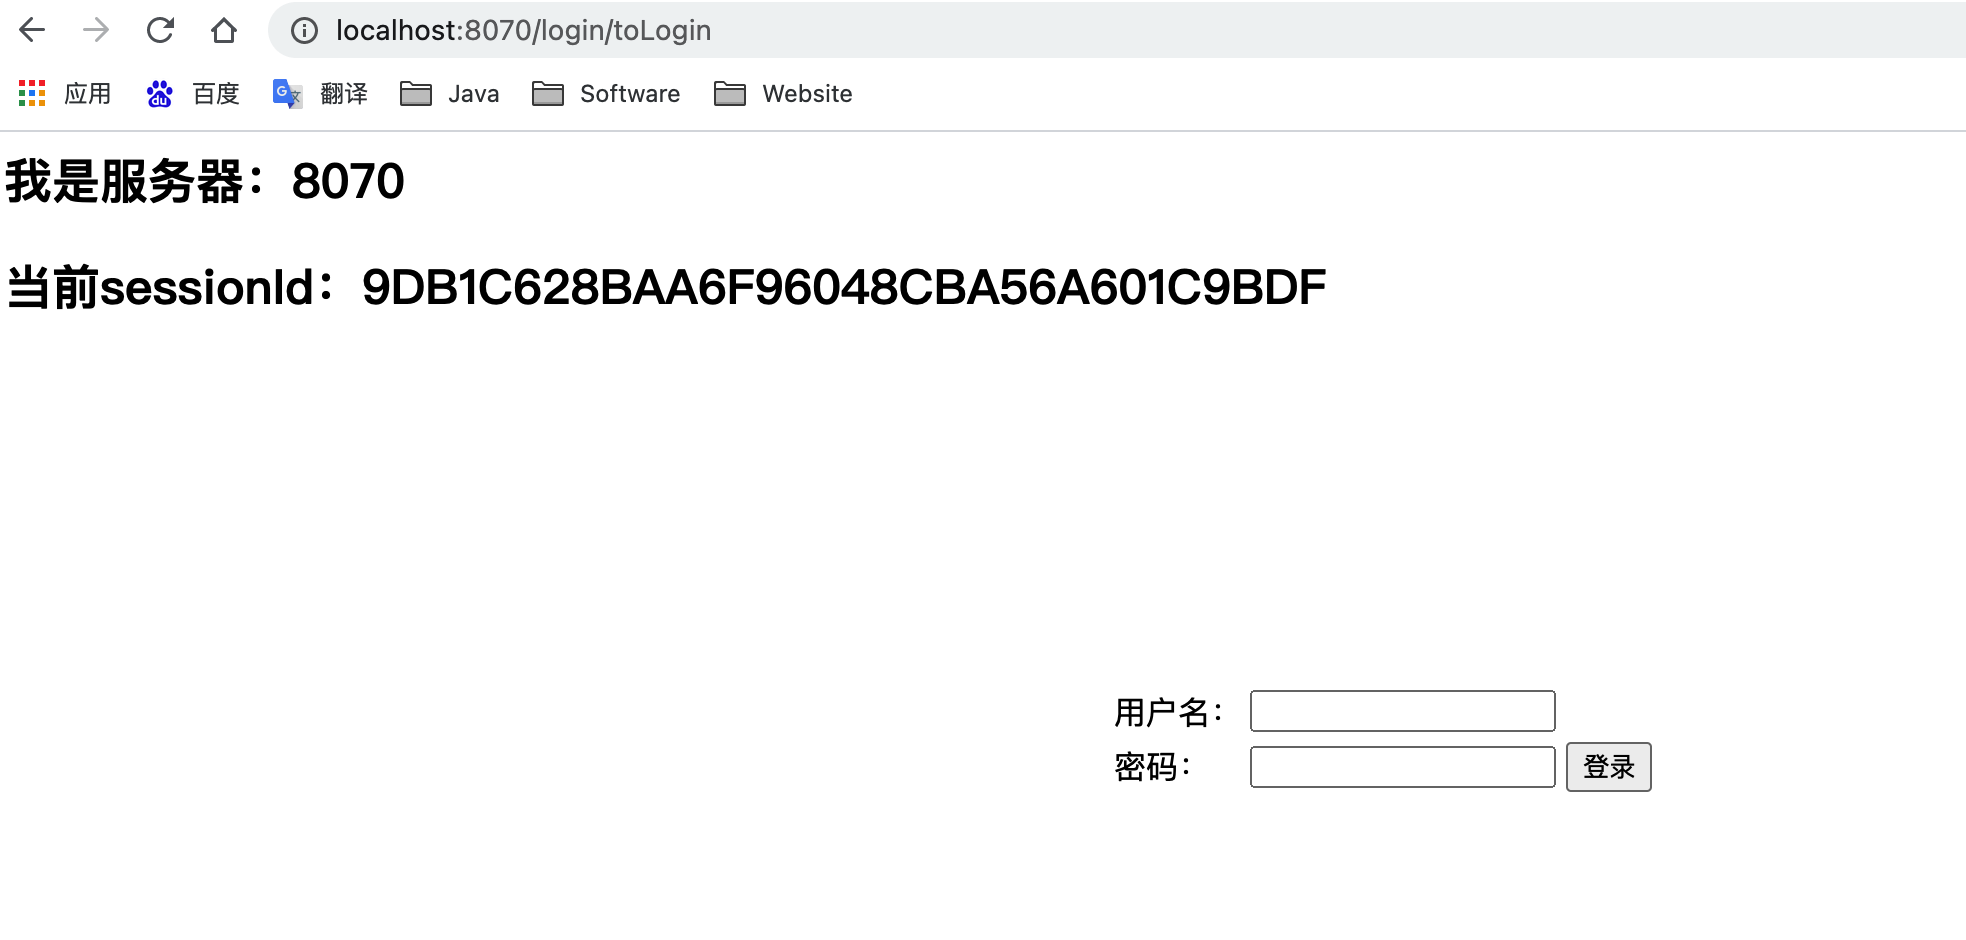 localhost:8070/login/toLogin
应用 百度 翻译 Java Software Website
我是服务器：8070
当前sessionId：9DB1C628BAA6F96048CBA56A601C9BDF
用户名：
密码： 登录